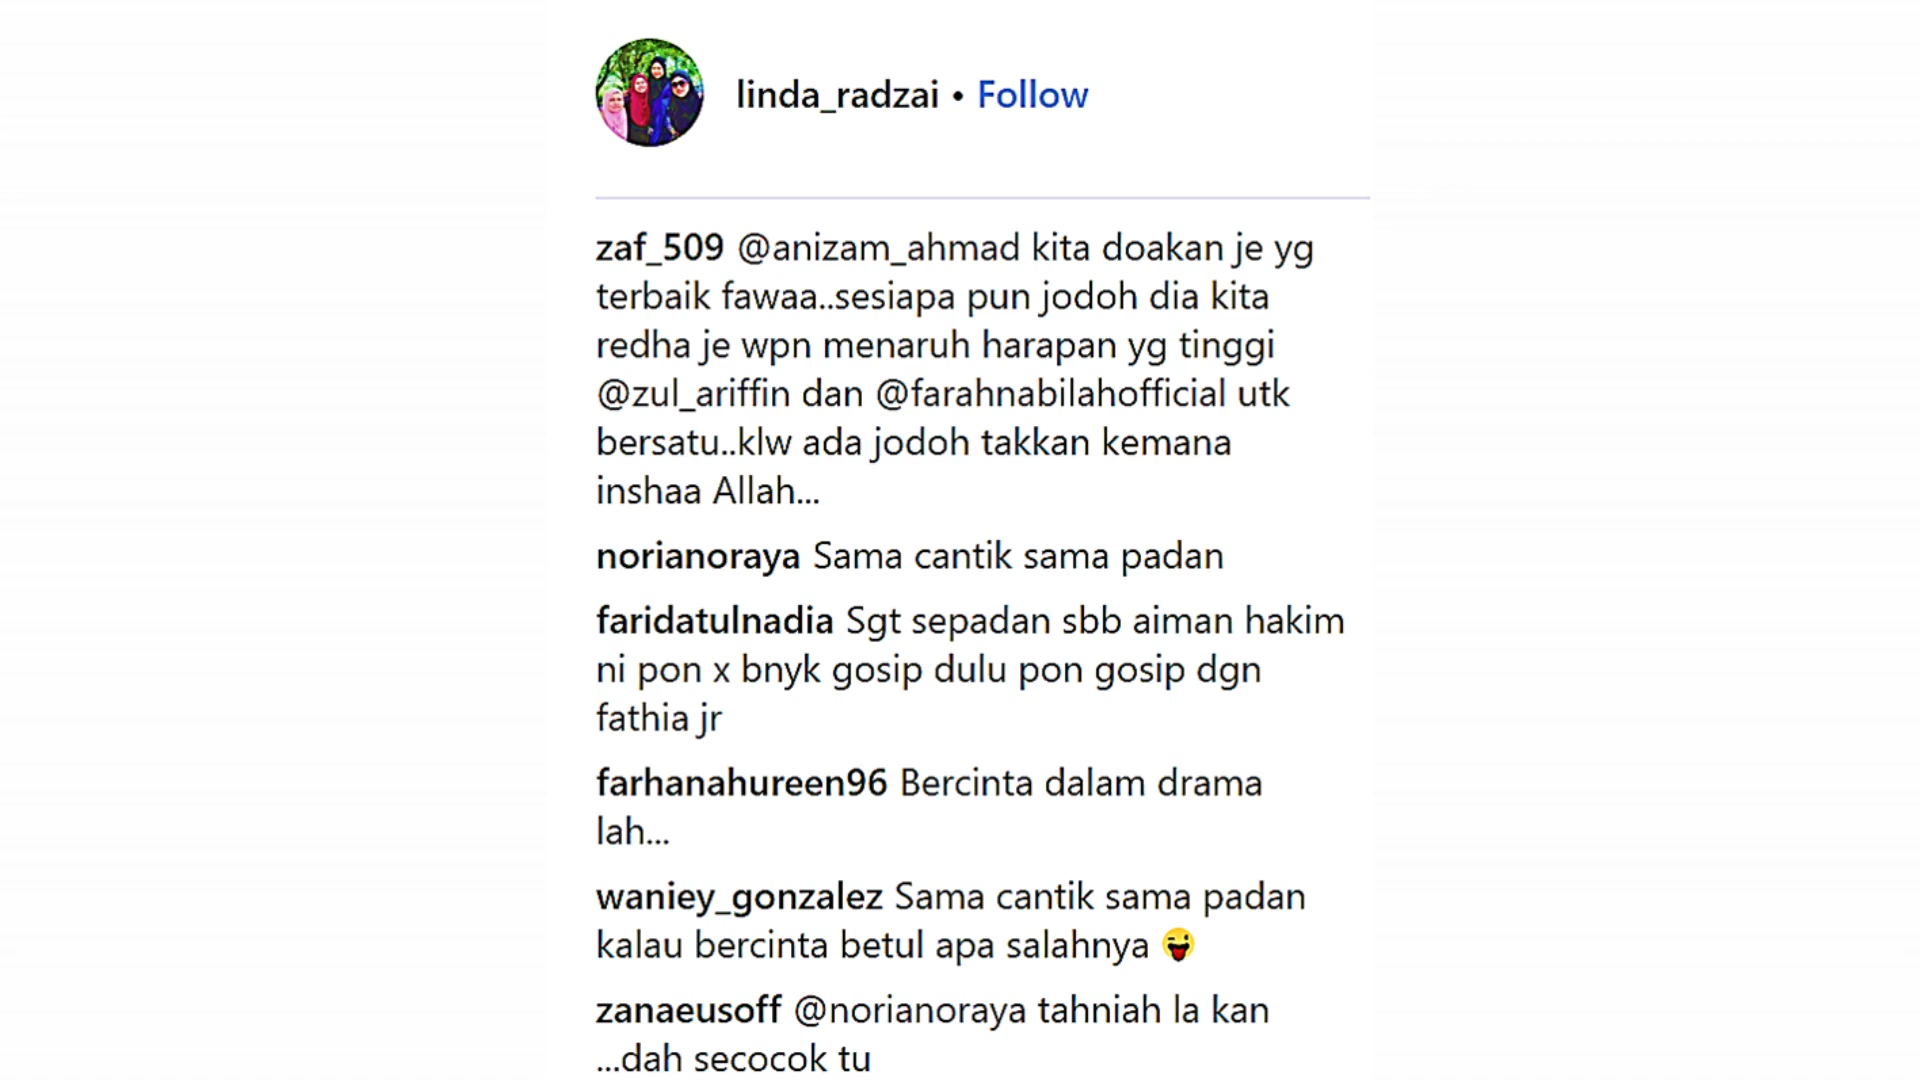 linda_radzai • Follow
zaf_509 @anizam_ahmad kita doakan je yg
terbaik fawaa..sesiapa pun jodoh dia kita
redha je wpn menaruh harapan yg tinggi
@zul_ariffin dan @farahnabilahofficial utk
bersatu..klw ada jodoh takkan kemana
inshaa Allah...
norianoraya Sama cantik sama padan
faridatulnadia Sgt sepadan sbb aiman hakim
ni pon x bnyk gosip dulu pon gosip dgn
fathia jr
farhanahureen96 Bercinta dalam drama
lah...
waniey_gonzalez Sama cantik sama padan
kalau bercinta betul apa salahnya 😜
zanaeusoff @norianoraya tahniah la kan
...dah secocok tu